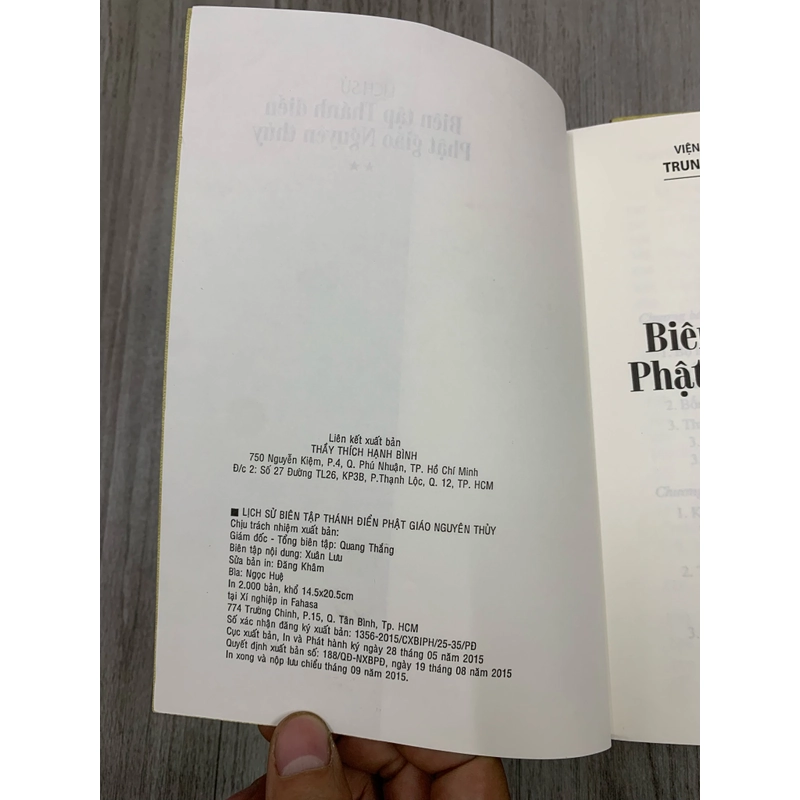 Liên kết xuất bản
THẦY THÍCH HẠNH BÌNH
750 Nguyễn Kiệm, P.4, Q. Phú Nhuận, TP. Hồ Chí Minh
Đ/c 2: Số 27 Đường TL26, KP3B, P.Thạnh Lộc, Q. 12, TP. HCM
■ LỊCH SỬ BIÊN TẬP THÁNH ĐIỂN PHẬT GIÁO NGUYÊN THỦY
Chịu trách nhiệm xuất bản:
Giám đốc - Tổng biên tập: Quang Thắng
Biên tập nội dung: Xuân Lưu
Sửa bản in: Đăng Khâm
Bìa: Ngọc Huệ
In 2.000 bản, khổ 14.5x20.5cm
tại Xí nghiệp in Fahasa
774 Trường Chinh, P.15, Q. Tân Bình, Tp. HCM
Số xác nhận đăng ký xuất bản: 1356-2015/CXBIPH/25-35/PĐ
Cục xuất bản, In và Phát hành ký ngày 28 tháng 05 năm 2015
Quyết định xuất bản số: 188/QĐ-NXBPĐ, ngày 19 tháng 08 năm 2015
In xong và nộp lưu chiểu tháng 09 năm 2015.
VIỆN
TRUN
Biên
Phật